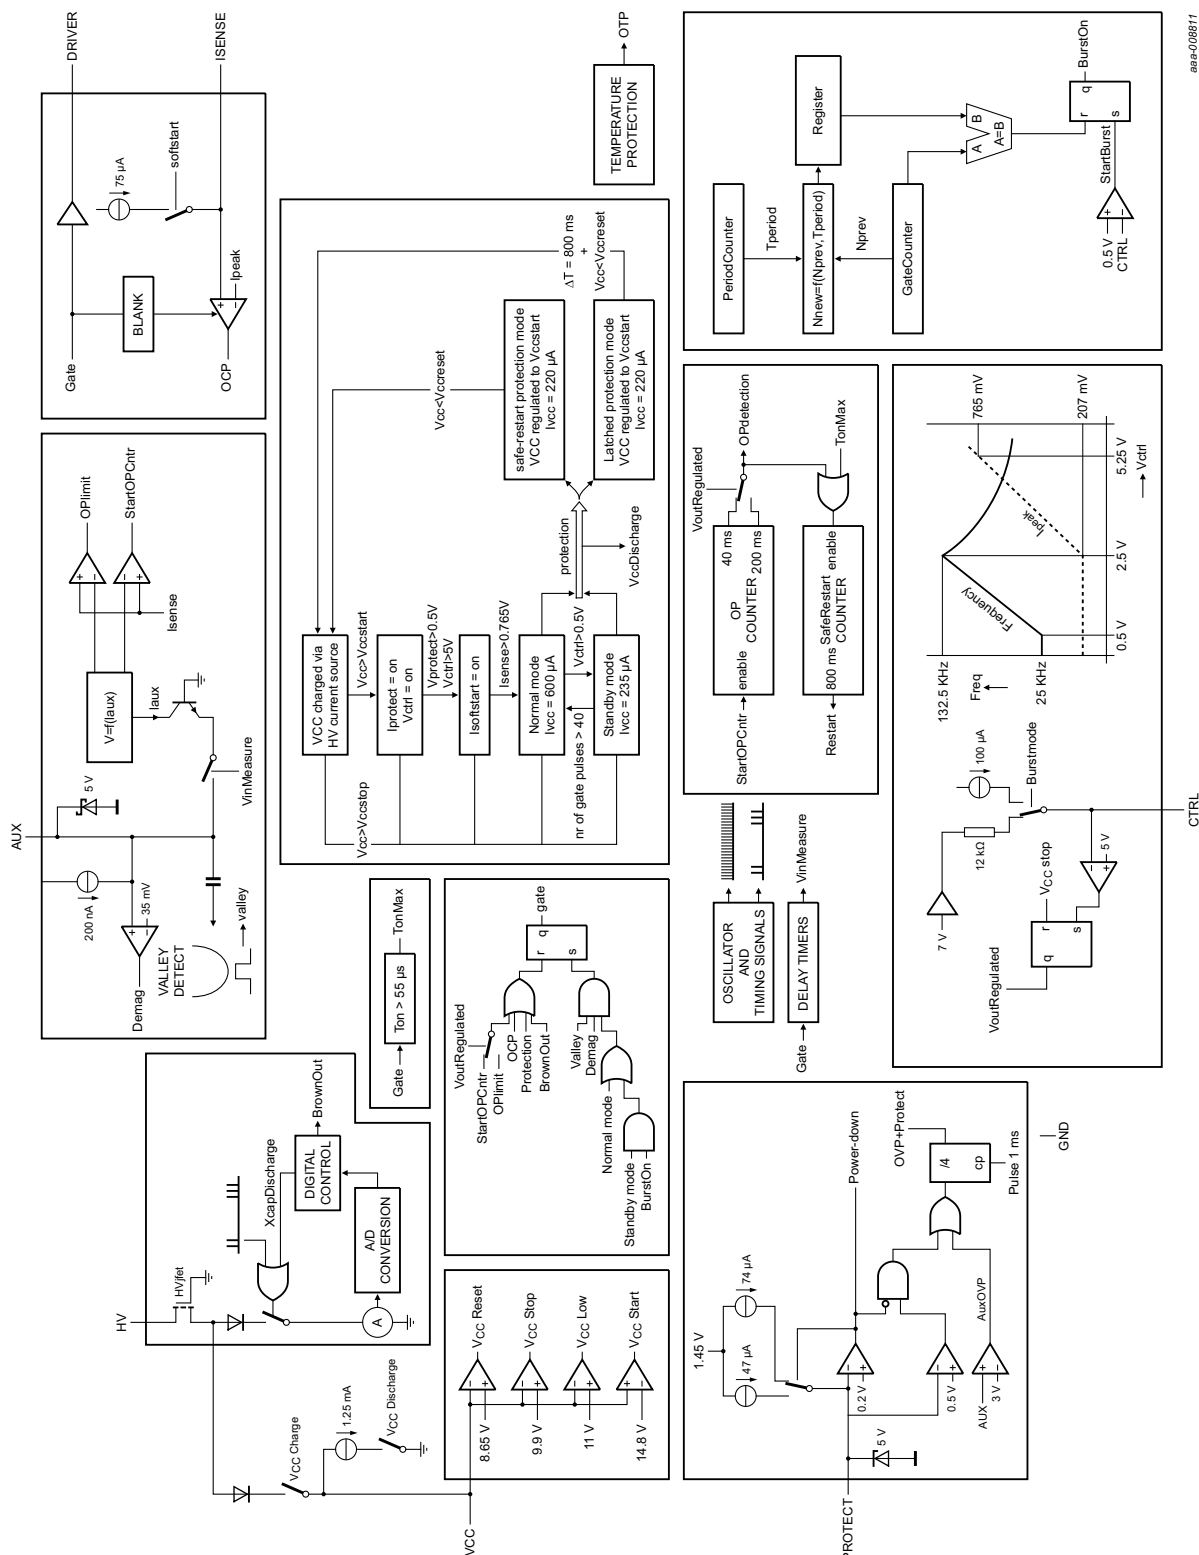 HV
HVjfet
XcapDischarge
BrownOut
DIGITAL
CONTROL
A/D
CONVERSION
A
Gate
Ton > 55 µs
TonMax
AUX
200 nA
35 mV
Demag
VALLEY
DETECT
valley
5 V
V=f(Iaux)
Iaux
VinMeasure
OPlimit
StartOPCntr
Isense
DRIVER
ISENSE
Gate
BLANK
75 µA
softstart
Ipeak
OCP
VCC
VCC Charge
1.25 mA
VCC Discharge
8.65 V
VCC Reset
9.9 V
VCC Stop
11 V
VCC Low
14.8 V
VCC Start
VoutRegulated
StartOPCntr
OPlimit
OCP
Protection
BrownOut
Valley
Demag
Normal mode
Standby mode
BurstOn
r
q
s
gate
Vcc>Vccstop
VCC charged via
HV current source
Vcc>Vccstart
Iprotect = on
Vctrl = on
Vprotect>0.5V
Vctrl>5V
Isoftstart = on
Isense>0.765V
Normal mode
Ivcc = 600 µA
nr of gate pulses > 40
Vctrl>0.5V
Standby mode
Ivcc = 235 µA
protection
VccDischarge
Vcc<Vccreset
safe-restart protection mode
VCC regulated to Vccstart
Ivcc = 220 µA
Latched protection mode
VCC regulated to Vccstart
Ivcc = 220 µA
ΔT = 800 ms
+
Vcc<Vccreset
TEMPERATURE
PROTECTION
OTP
PROTECT
1.45 V
47 µA
74 µA
5 V
0.2 V
0.5 V
AUX
3 V
AuxOVP
Power-down
OVP+Protect
/4
cp
Pulse 1 ms
GND
OSCILLATOR
AND
TIMING SIGNALS
Gate
DELAY TIMERS
VinMeasure
StartOPCntr
enable
OP
COUNTER
40 ms
200 ms
VoutRegulated
OPdetection
Restart
800 ms
SafeRestart
COUNTER
enable
TonMax
VoutRegulated
q
r
s
VCC stop
7 V
12 kΩ
100 µA
Burstmode
5 V
CTRL
Freq
132.5 KHz
25 KHz
Frequency
Ipeak
765 mV
207 mV
0.5 V
2.5 V
5.25 V
Vctrl
PeriodCounter
Tperiod
Nnew=f(Nprev,Tperiod)
Nprev
GateCounter
Register
A
B
A=B
0.5 V
CTRL
StartBurst
r
q
s
BurstOn
aaa-008811